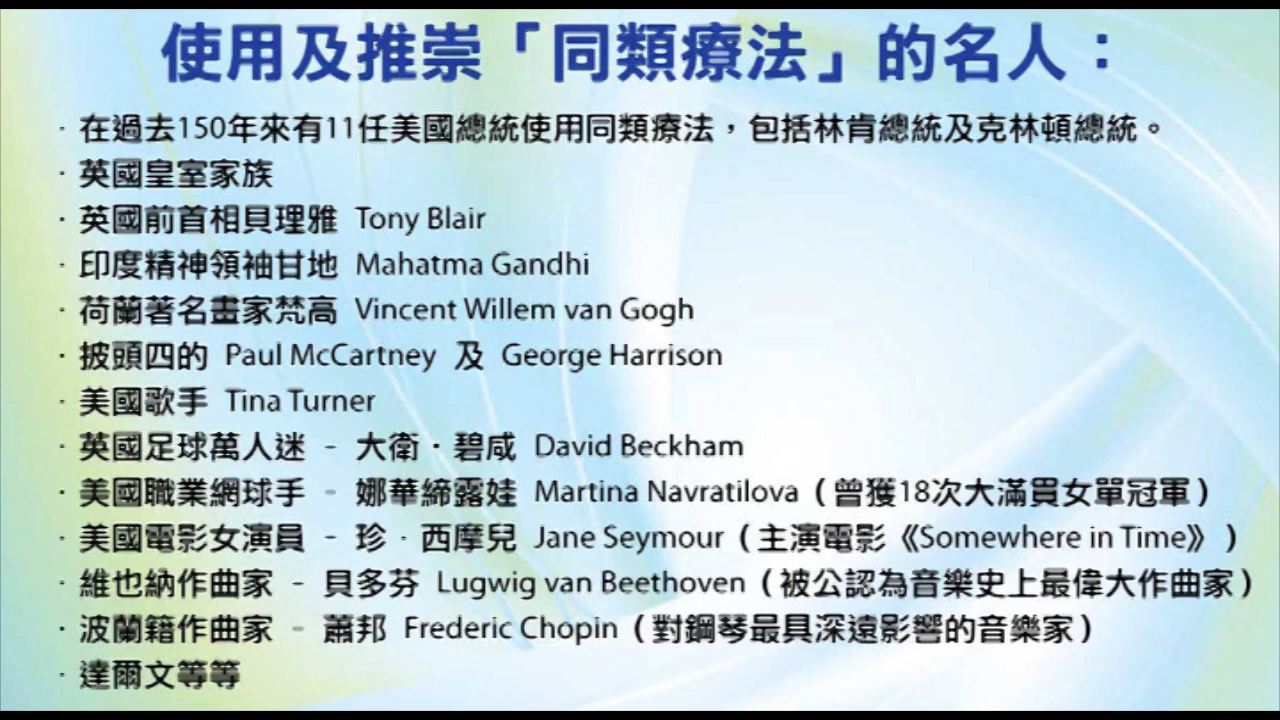 使用及推崇「同類療法」的名人：
· 在過去150年來有11任美國總統使用同類療法，包括林肯總統及克林頓總統。
· 英國皇室家族
· 英國前首相貝理雅 Tony Blair
· 印度精神領袖甘地 Mahatma Gandhi
· 荷蘭著名畫家梵高 Vincent Willem van Gogh
· 披頭四的 Paul McCartney 及 George Harrison
· 美國歌手 Tina Turner
· 英國足球萬人迷 - 大衛·碧咸 David Beckham
· 美國職業網球手 - 娜華締露娃 Martina Navratilova（曾獲18次大滿貫女單冠軍）
· 美國電影女演員 - 珍·西摩兒 Jane Seymour（主演電影《Somewhere in Time》）
· 維也納作曲家 - 貝多芬 Lugwig van Beethoven（被公認為音樂史上最偉大作曲家）
· 波蘭籍作曲家 - 蕭邦 Frederic Chopin（對鋼琴最具深遠影響的音樂家）
· 達爾文等等